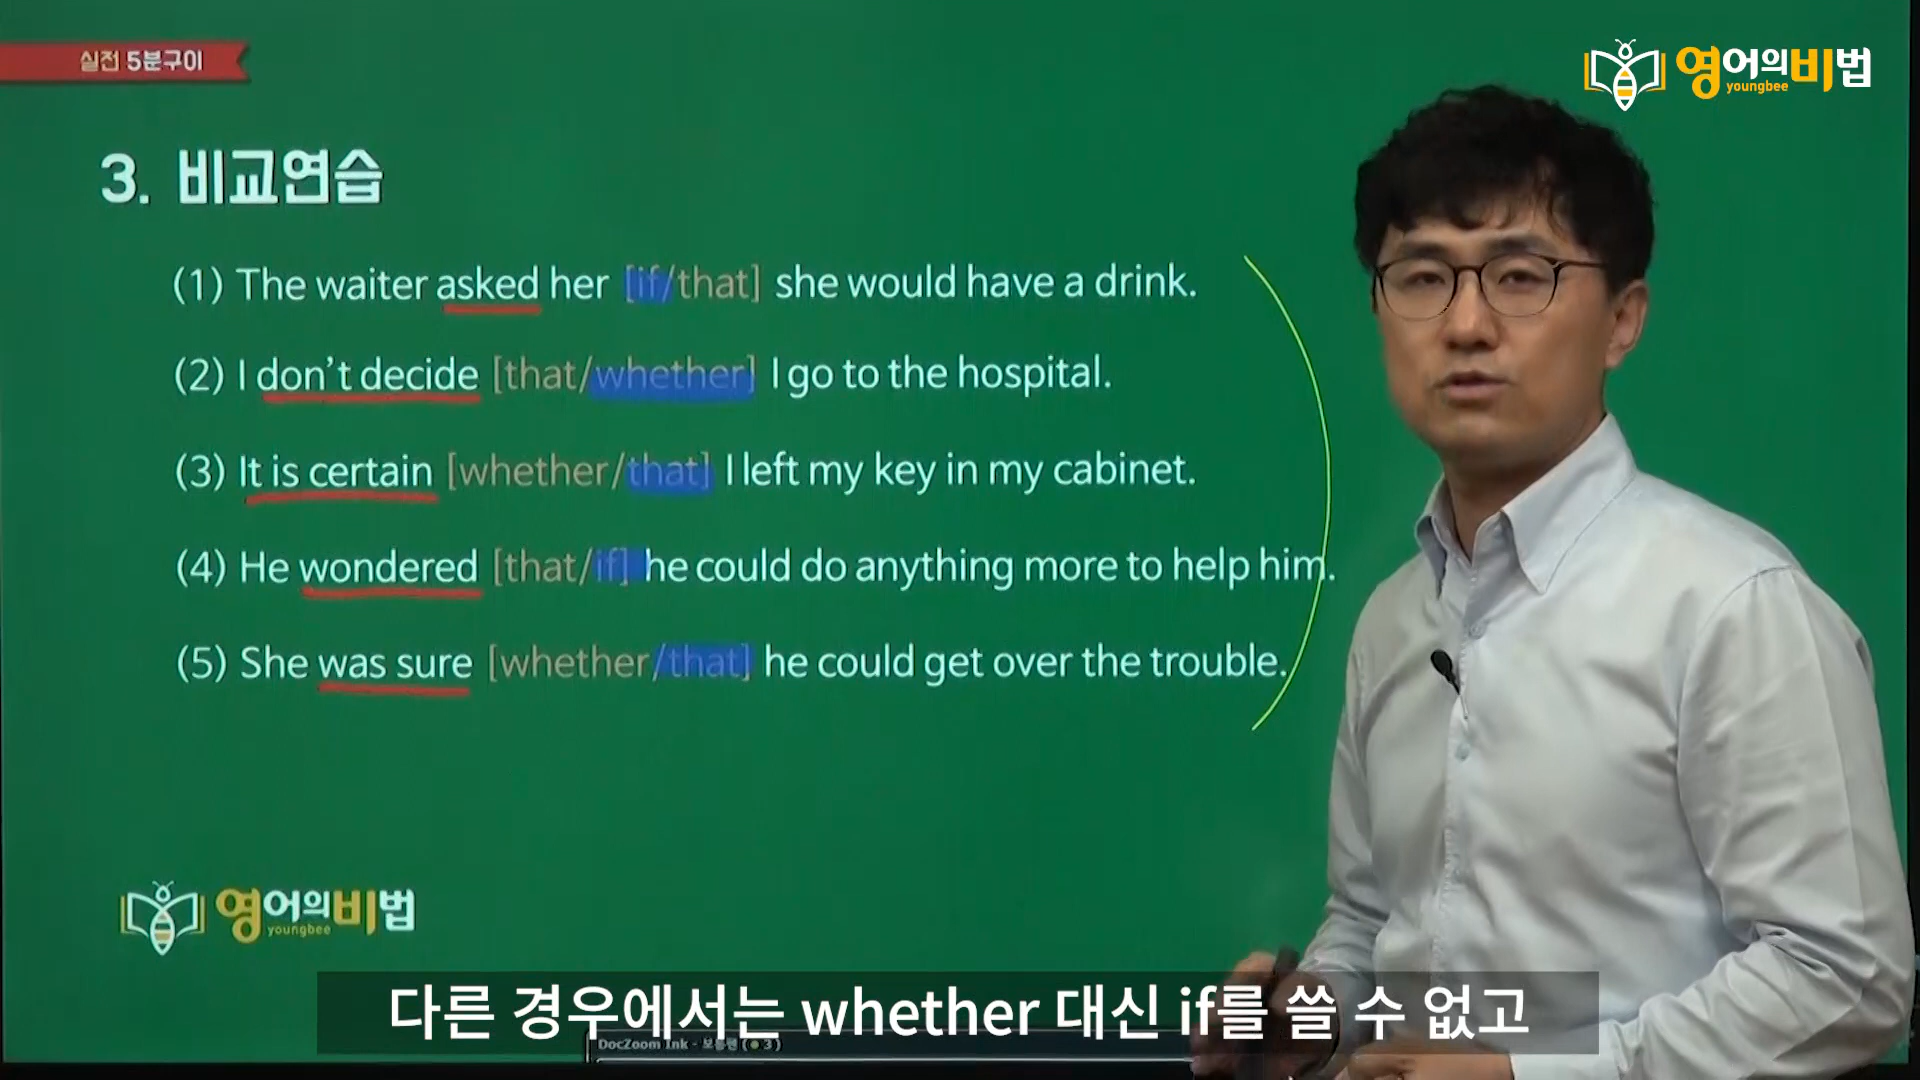 실전 5분구이
영어의비법
youngbee
3. 비교연습
(1) The waiter asked her [if/that] she would have a drink.
(2) I don't decide [that/whether] I go to the hospital.
(3) It is certain [whether/that] I left my key in my cabinet.
(4) He wondered [that/if] he could do anything more to help him.
(5) She was sure [whether/that] he could get over the trouble.
영어의비법
youngbee
다른 경우에서는 whether 대신 if를 쓸 수 없고
DocZoom Ink - 보통펜 ( 3 )